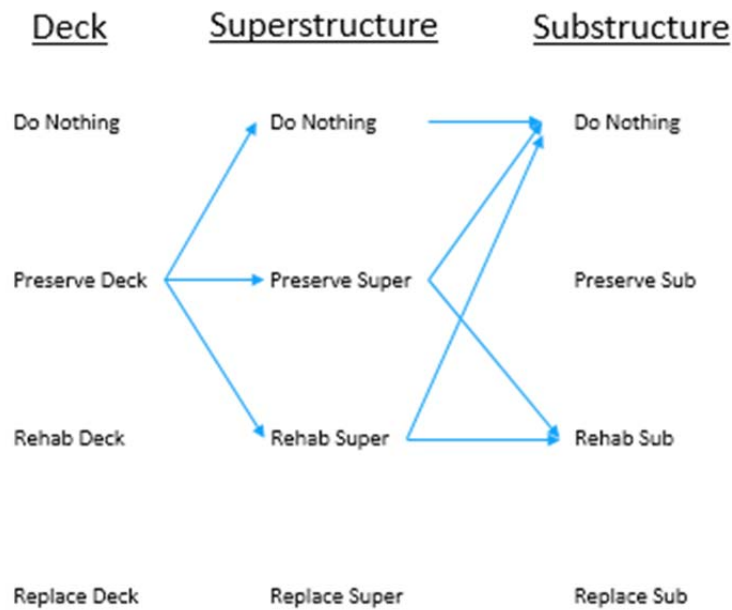 Deck Superstructure Substructure
Do Nothing Do Nothing Do Nothing
Preserve Deck Preserve Super Preserve Sub
Rehab Deck Rehab Super Rehab Sub
Replace Deck Replace Super Replace Sub